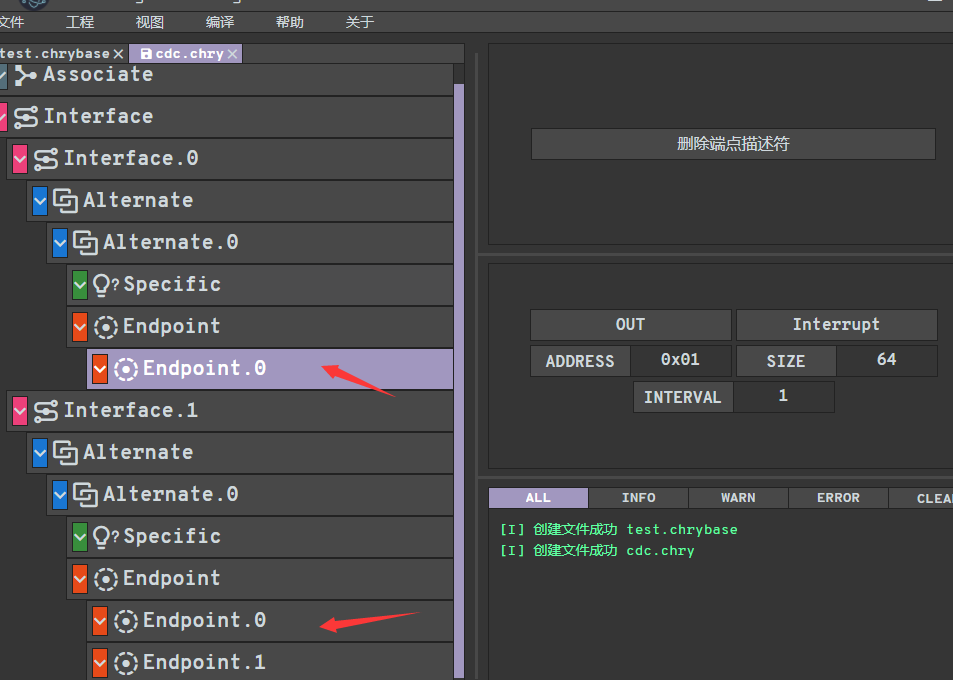 文件 工程 视图 编译 帮助 关于
test.chrybase cdc.chry
Associate
Interface
Interface.0
Alternate
Alternate.0
Specific
Endpoint
Endpoint.0
Interface.1
Alternate
Alternate.0
Specific
Endpoint
Endpoint.0
Endpoint.1
删除端点描述符
OUT Interrupt
ADDRESS 0x01 SIZE 64
INTERVAL 1
ALL INFO WARN ERROR CLEA
[I] 创建文件成功 test.chrybase
[I] 创建文件成功 cdc.chry